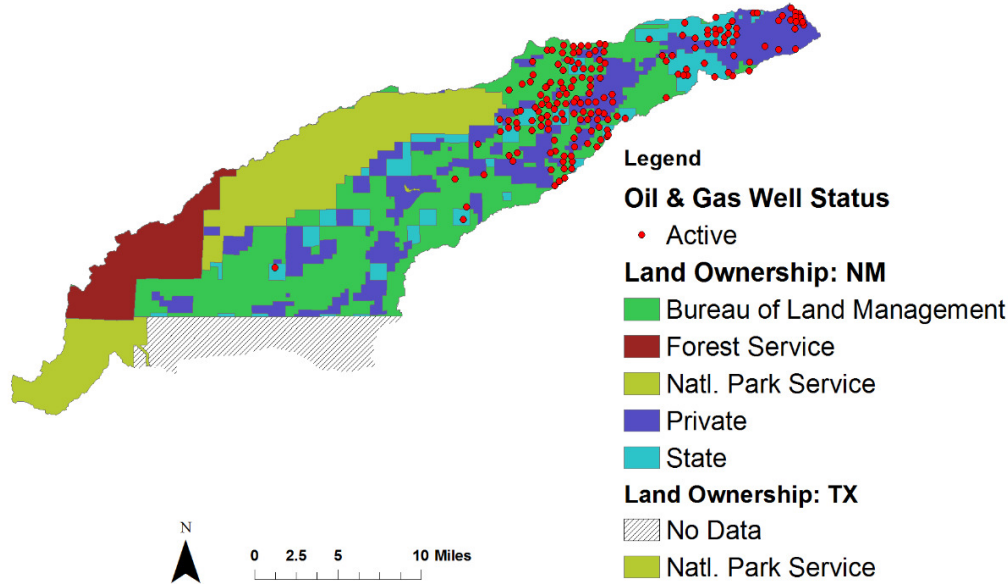 Legend
Oil & Gas Well Status
Active
Land Ownership: NM
Bureau of Land Management
Forest Service
Natl. Park Service
Private
State
Land Ownership: TX
No Data
Natl. Park Service
N
0 2.5 5 10 Miles